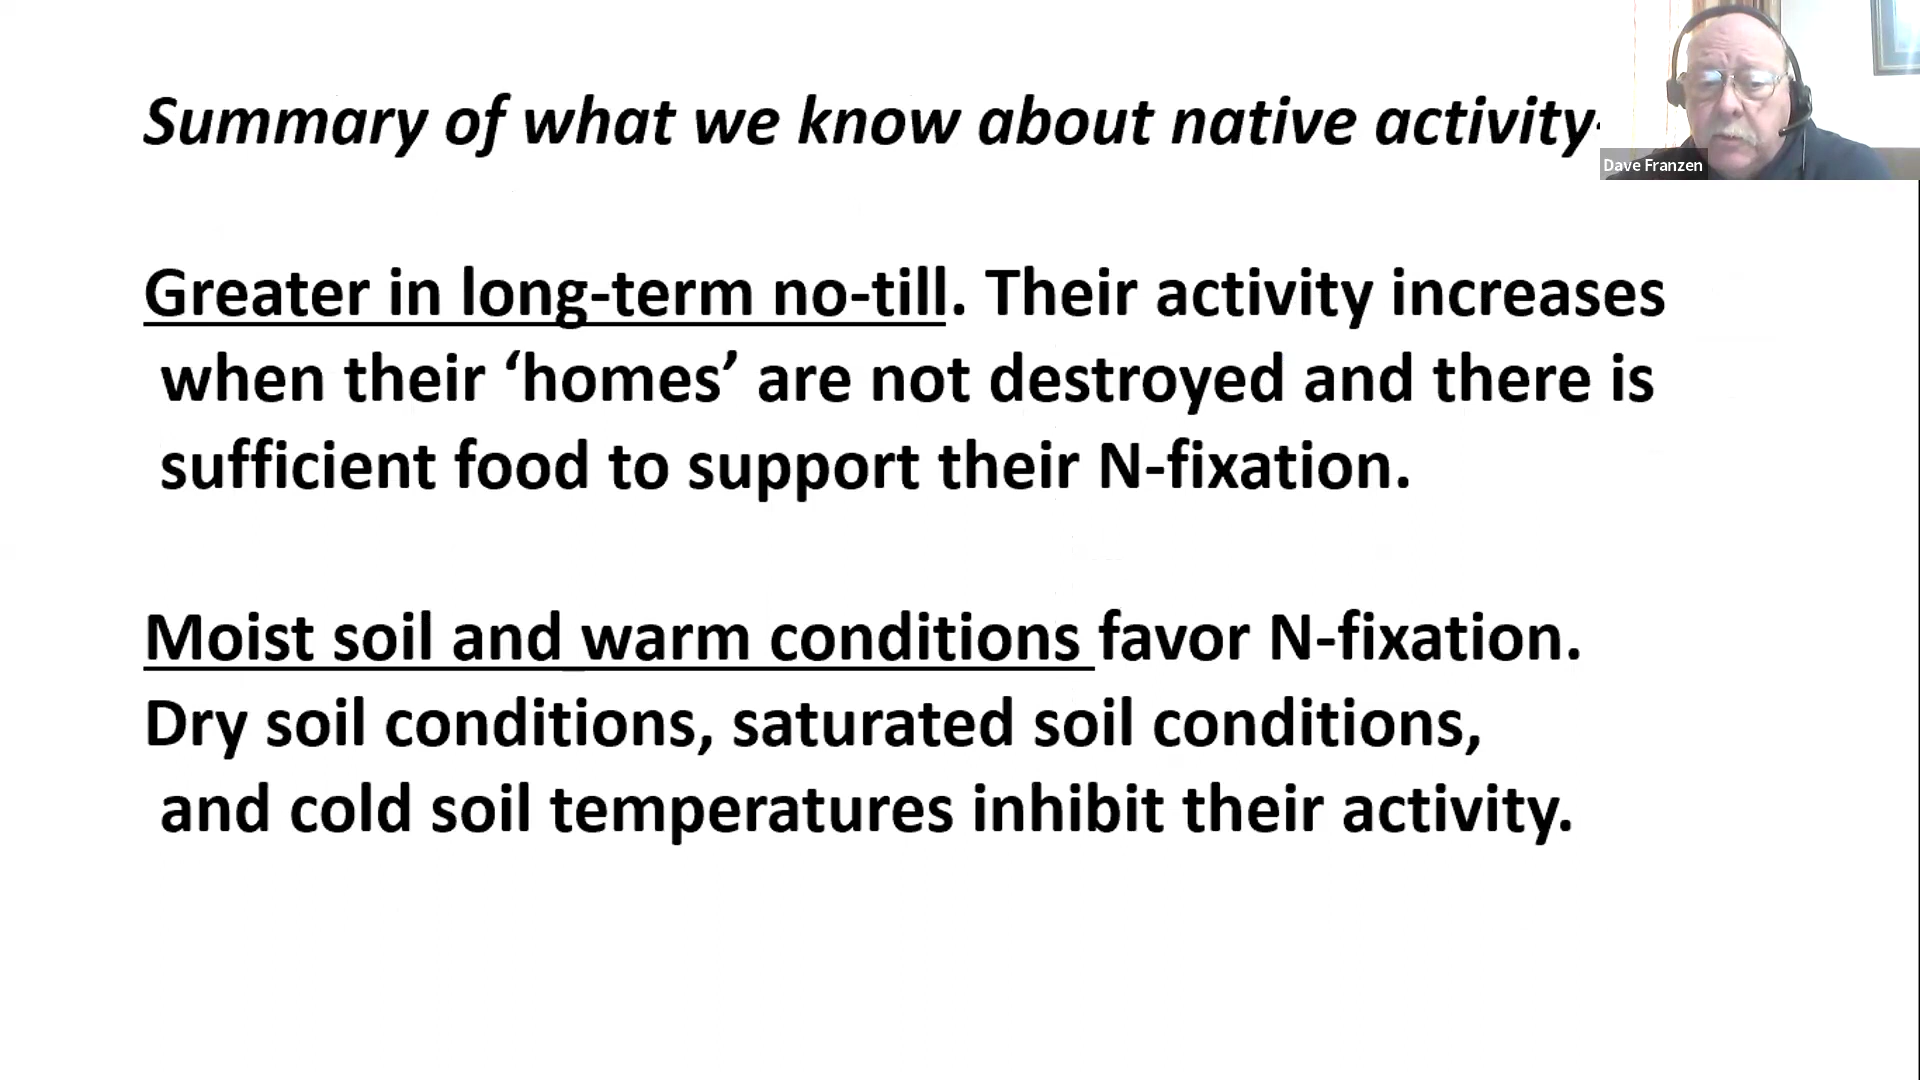 Summary of what we know about native activity-
Dave Franzen
Greater in long-term no-till. Their activity increases
when their ‘homes’ are not destroyed and there is
sufficient food to support their N-fixation.
Moist soil and warm conditions favor N-fixation.
Dry soil conditions, saturated soil conditions,
and cold soil temperatures inhibit their activity.